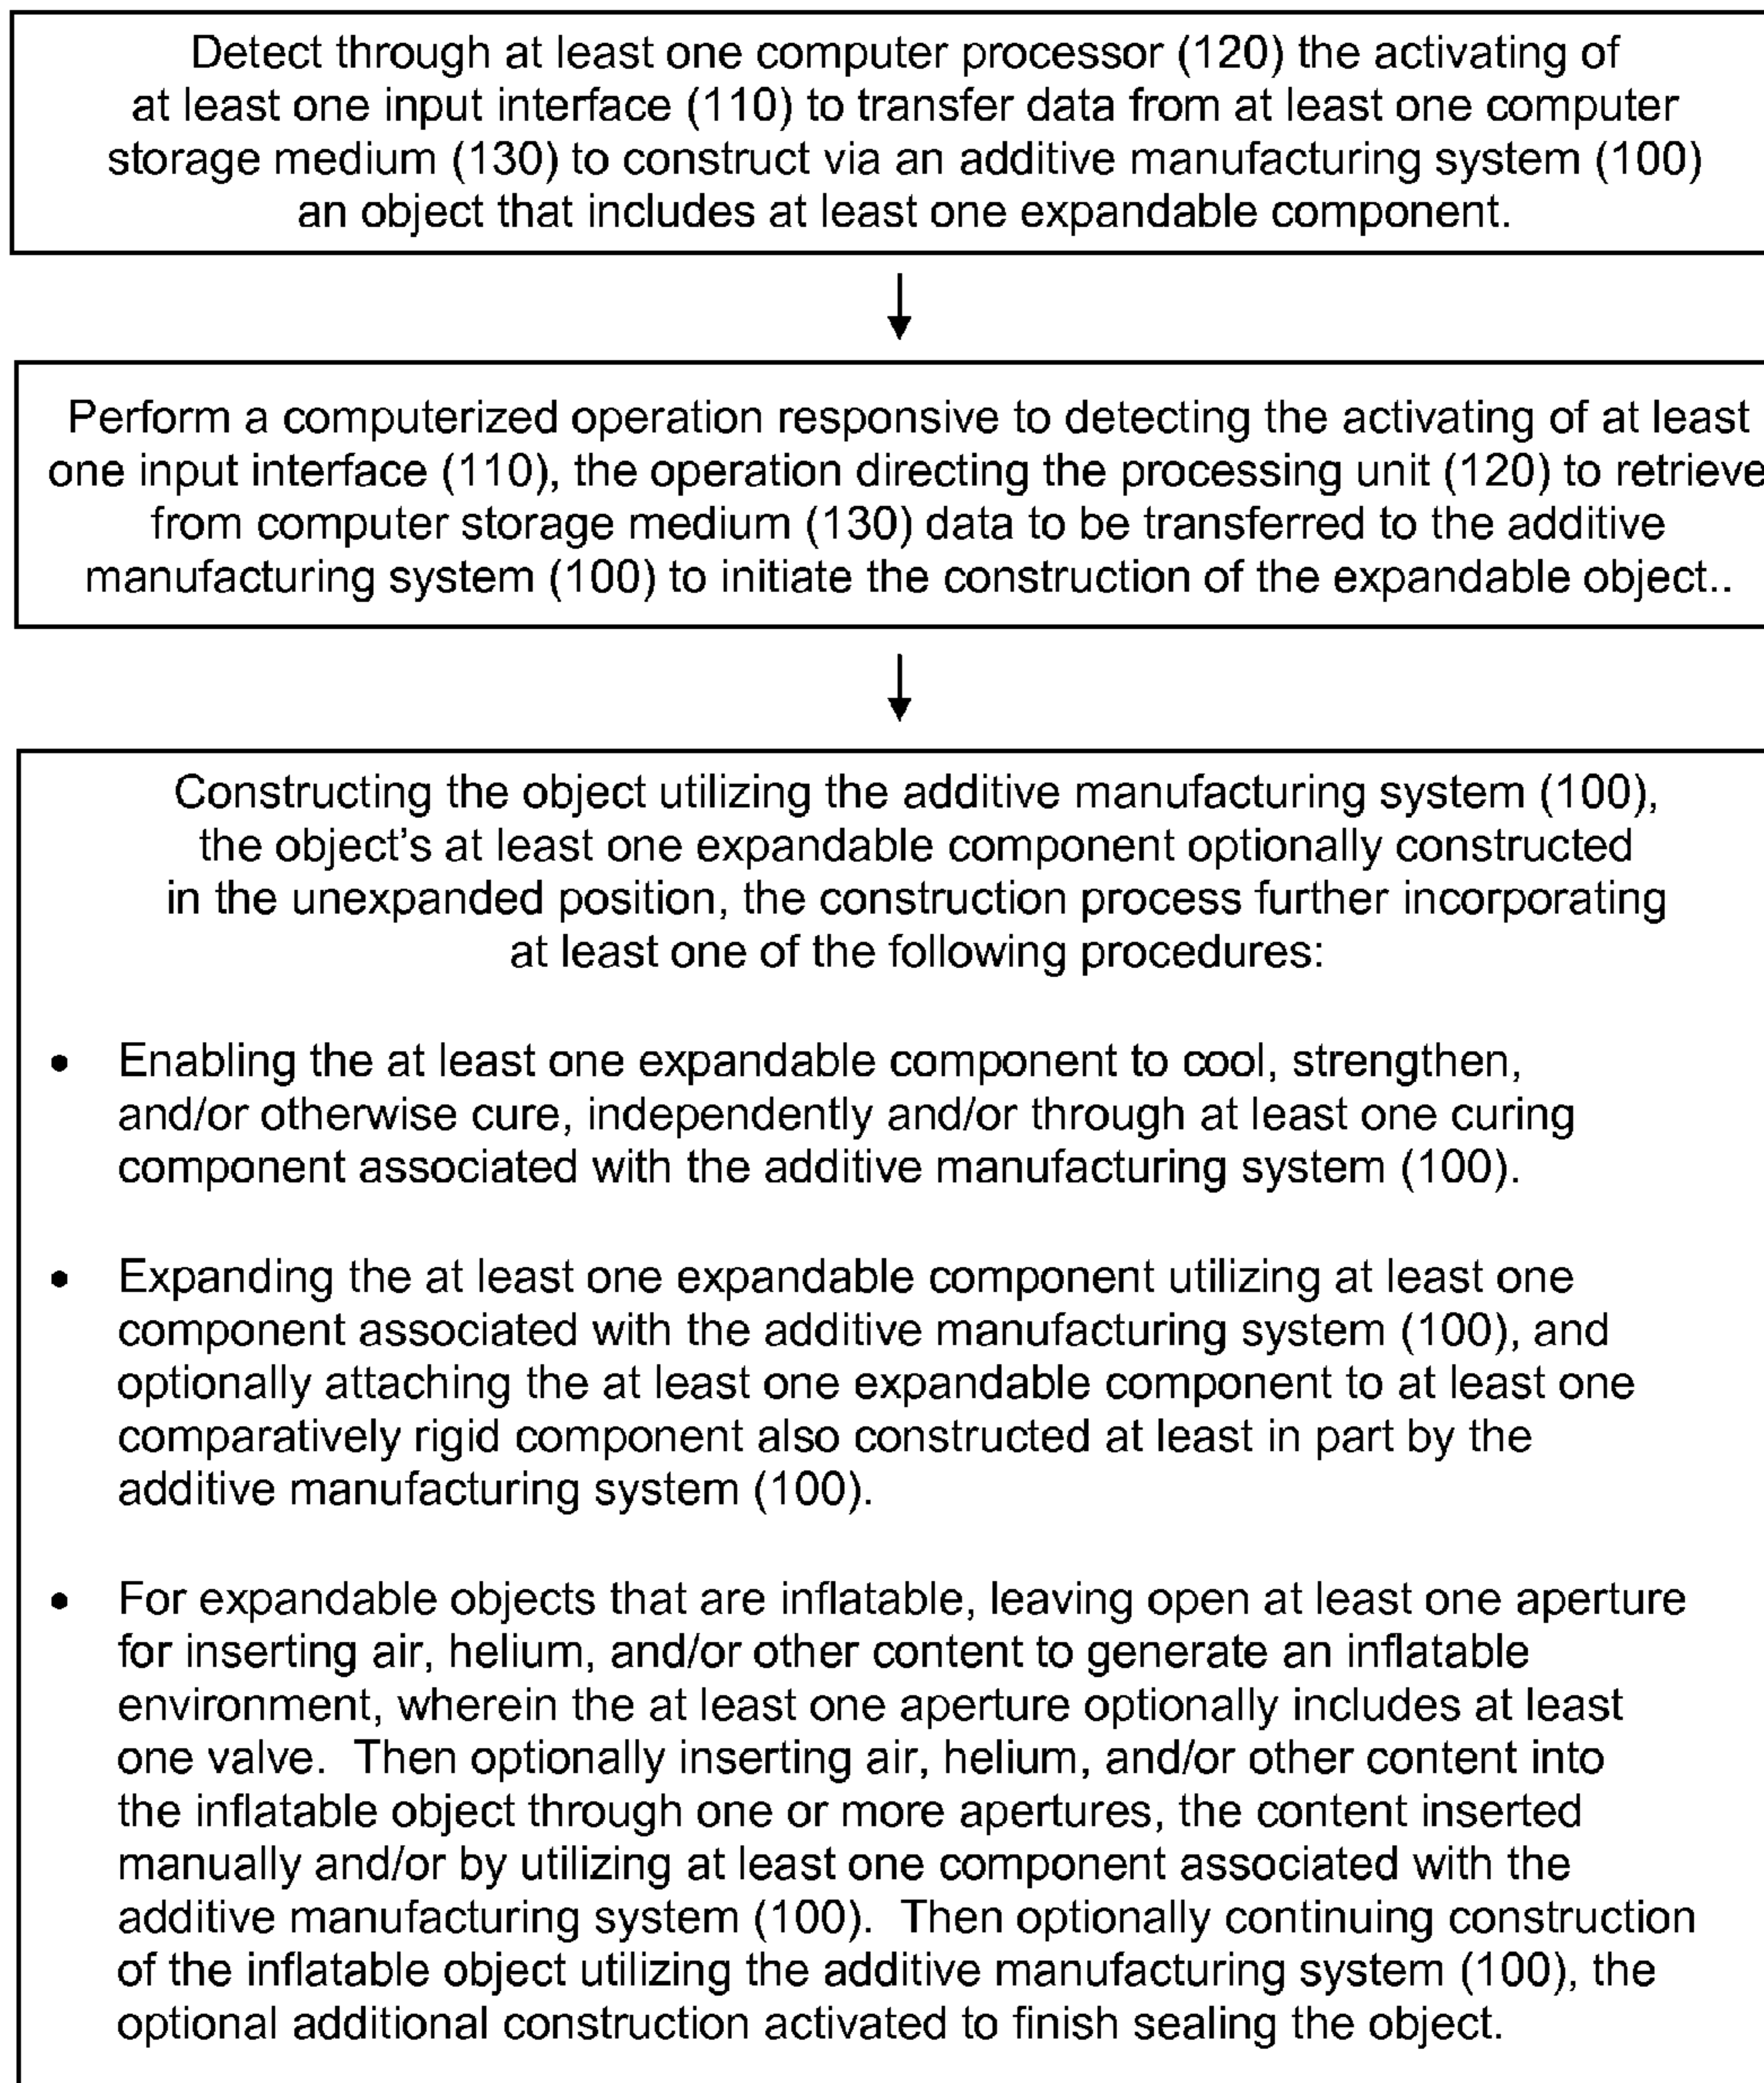 Detect through at least one computer processor (120) the activating of
at least one input interface (110) to transfer data from at least one computer
storage medium (130) to construct via an additive manufacturing system (100)
an object that includes at least one expandable component.
Perform a computerized operation responsive to detecting the activating of at least
one input interface (110), the operation directing the processing unit (120) to retrieve
from computer storage medium (130) data to be transferred to the additive
manufacturing system (100) to initiate the construction of the expandable object..
Constructing the object utilizing the additive manufacturing system (100),
the object's at least one expandable component optionally constructed
in the unexpanded position, the construction process further incorporating
at least one of the following procedures:
• Enabling the at least one expandable component to cool, strengthen,
and/or otherwise cure, independently and/or through at least one curing
component associated with the additive manufacturing system (100).
• Expanding the at least one expandable component utilizing at least one
component associated with the additive manufacturing system (100), and
optionally attaching the at least one expandable component to at least one
comparatively rigid component also constructed at least in part by the
additive manufacturing system (100).
• For expandable objects that are inflatable, leaving open at least one aperture
for inserting air, helium, and/or other content to generate an inflatable
environment, wherein the at least one aperture optionally includes at least
one valve.  Then optionally inserting air, helium, and/or other content into
the inflatable object through one or more apertures, the content inserted
manually and/or by utilizing at least one component associated with the
additive manufacturing system (100).  Then optionally continuing construction
of the inflatable object utilizing the additive manufacturing system (100), the
optional additional construction activated to finish sealing the object.